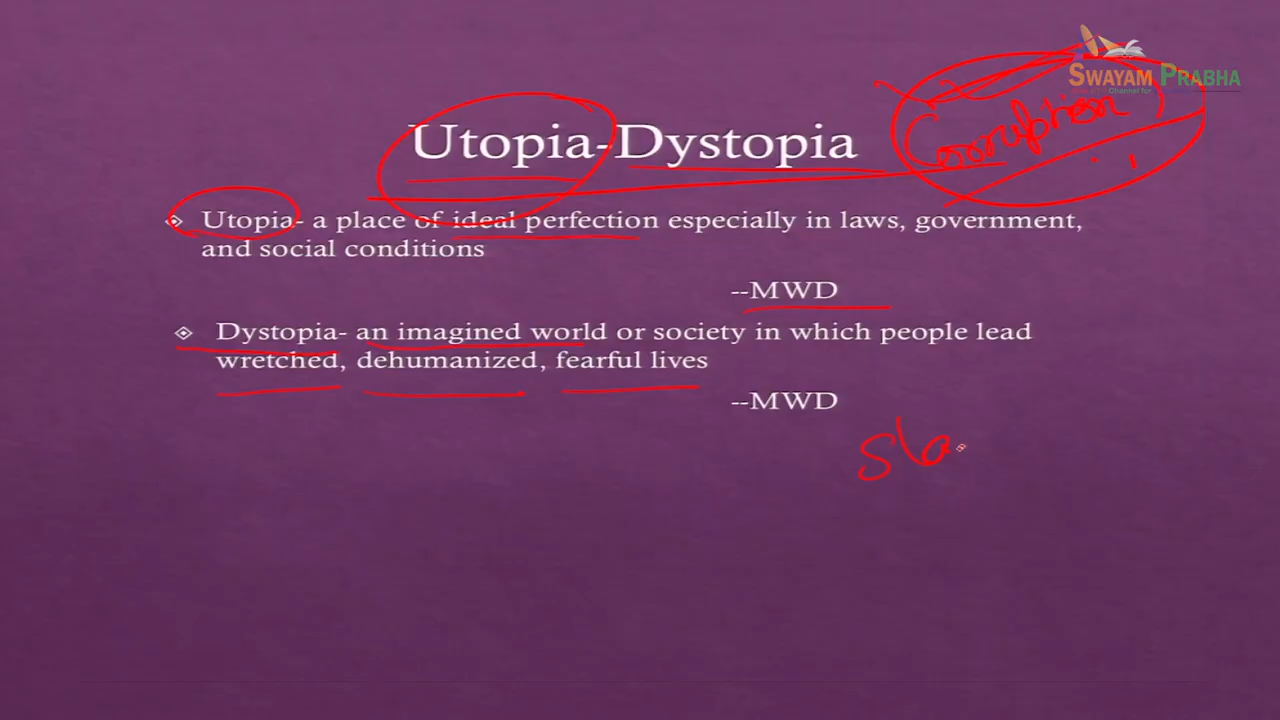 SWAYAM PRABHA
Utopia-Dystopia
Corruption
Utopia- a place of ideal perfection especially in laws, government,
and social conditions
--MWD
Dystopia- an imagined world or society in which people lead
wretched, dehumanized, fearful lives
--MWD
sla